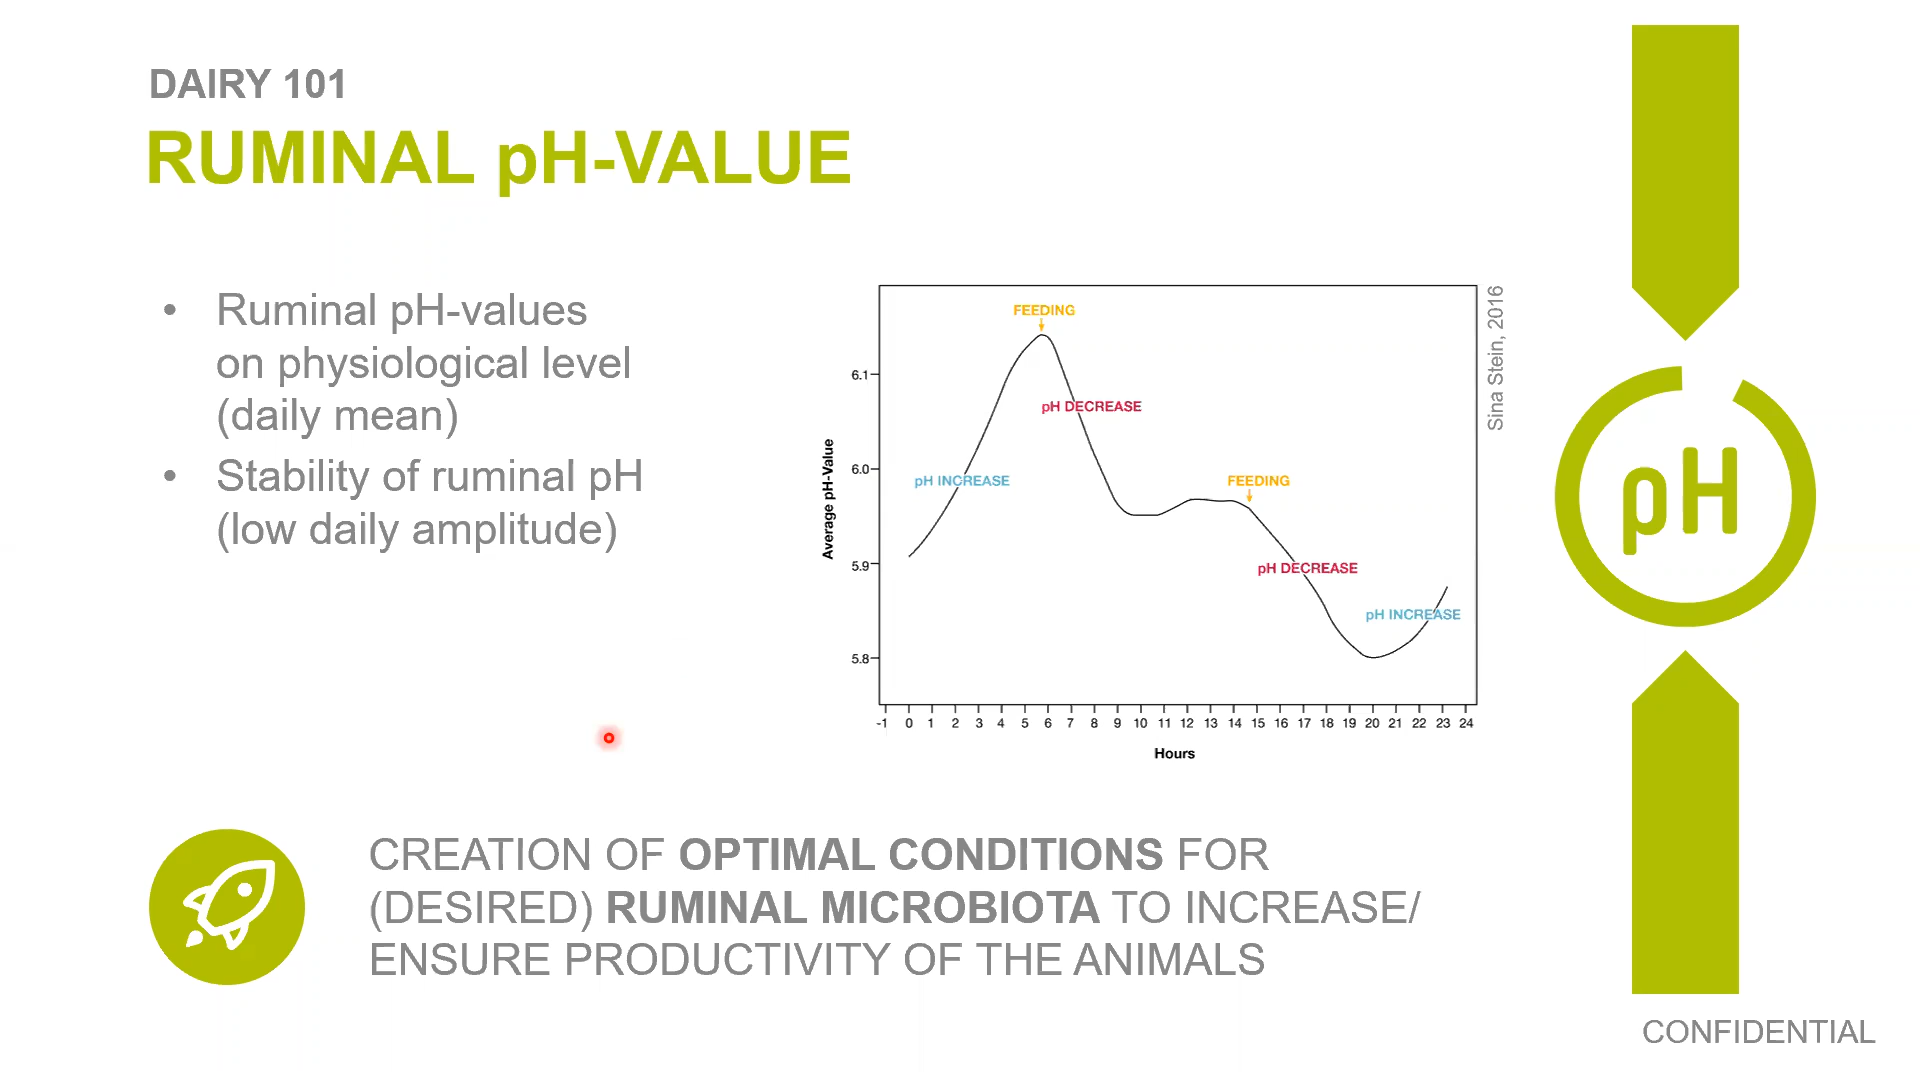 DAIRY 101
RUMINAL pH-VALUE
• Ruminal pH-values
on physiological level
(daily mean)
• Stability of ruminal pH
(low daily amplitude)
FEEDING
6.1
pH DECREASE
6.0
pH INCREASE
FEEDING
5.9
pH DECREASE
pH INCREASE
5.8
Average pH-Value
-1 0 1 2 3 4 5 6 7 8 9 10 11 12 13 14 15 16 17 18 19 20 21 22 23 24
Hours
Sina Stein, 2016
pH
CREATION OF OPTIMAL CONDITIONS FOR
(DESIRED) RUMINAL MICROBIOTA TO INCREASE/
ENSURE PRODUCTIVITY OF THE ANIMALS
CONFIDENTIAL